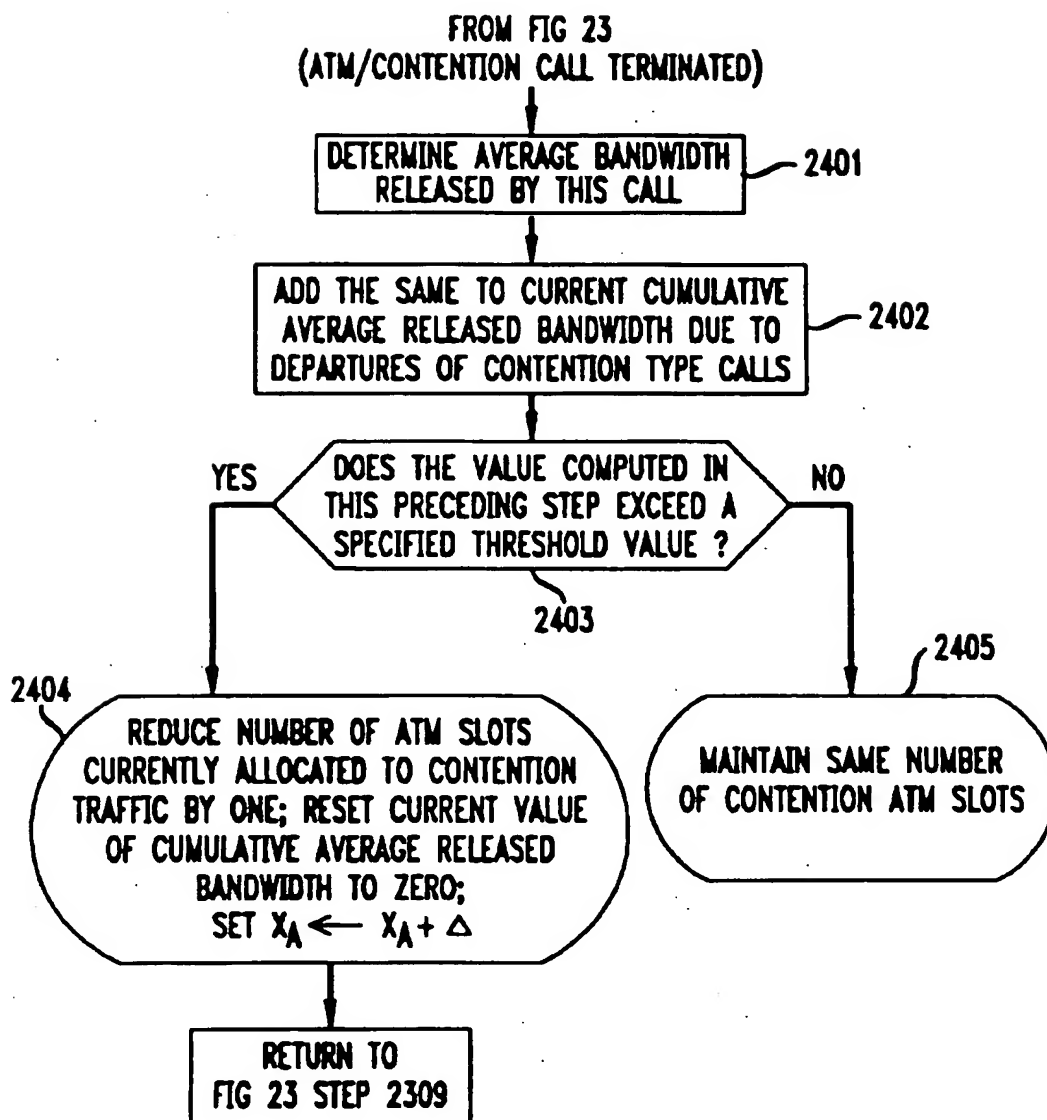 FROM FIG 23
(ATM/CONTENTION CALL TERMINATED)
DETERMINE AVERAGE BANDWIDTH
RELEASED BY THIS CALL
2401
ADD THE SAME TO CURRENT CUMULATIVE
AVERAGE RELEASED BANDWIDTH DUE TO
DEPARTURES OF CONTENTION TYPE CALLS
2402
YES
DOES THE VALUE COMPUTED IN
THIS PRECEDING STEP EXCEED A
SPECIFIED THRESHOLD VALUE ?
NO
2403
2404
REDUCE NUMBER OF ATM SLOTS
CURRENTLY ALLOCATED TO CONTENTION
TRAFFIC BY ONE; RESET CURRENT VALUE
OF CUMULATIVE AVERAGE RELEASED
BANDWIDTH TO ZERO;
SET X_A ← X_A + Δ
2405
MAINTAIN SAME NUMBER
OF CONTENTION ATM SLOTS
RETURN TO
FIG 23 STEP 2309